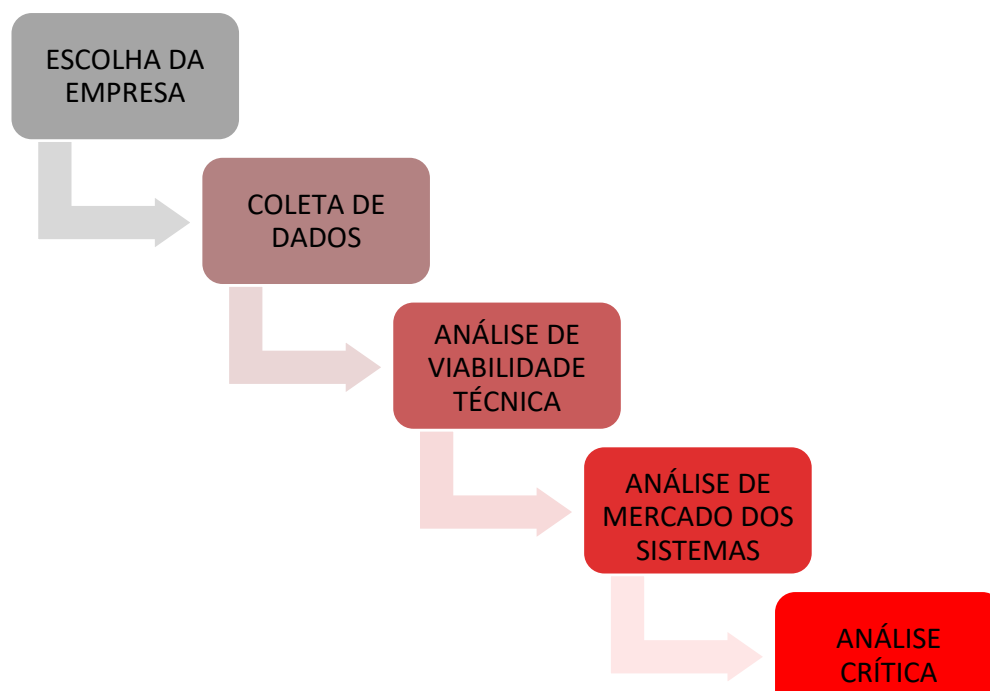 ESCOLHA DA
EMPRESA
COLETA DE
DADOS
ANÁLISE DE
VIABILIDADE
TÉCNICA
ANÁLISE DE
MERCADO DOS
SISTEMAS
ANÁLISE
CRÍTICA